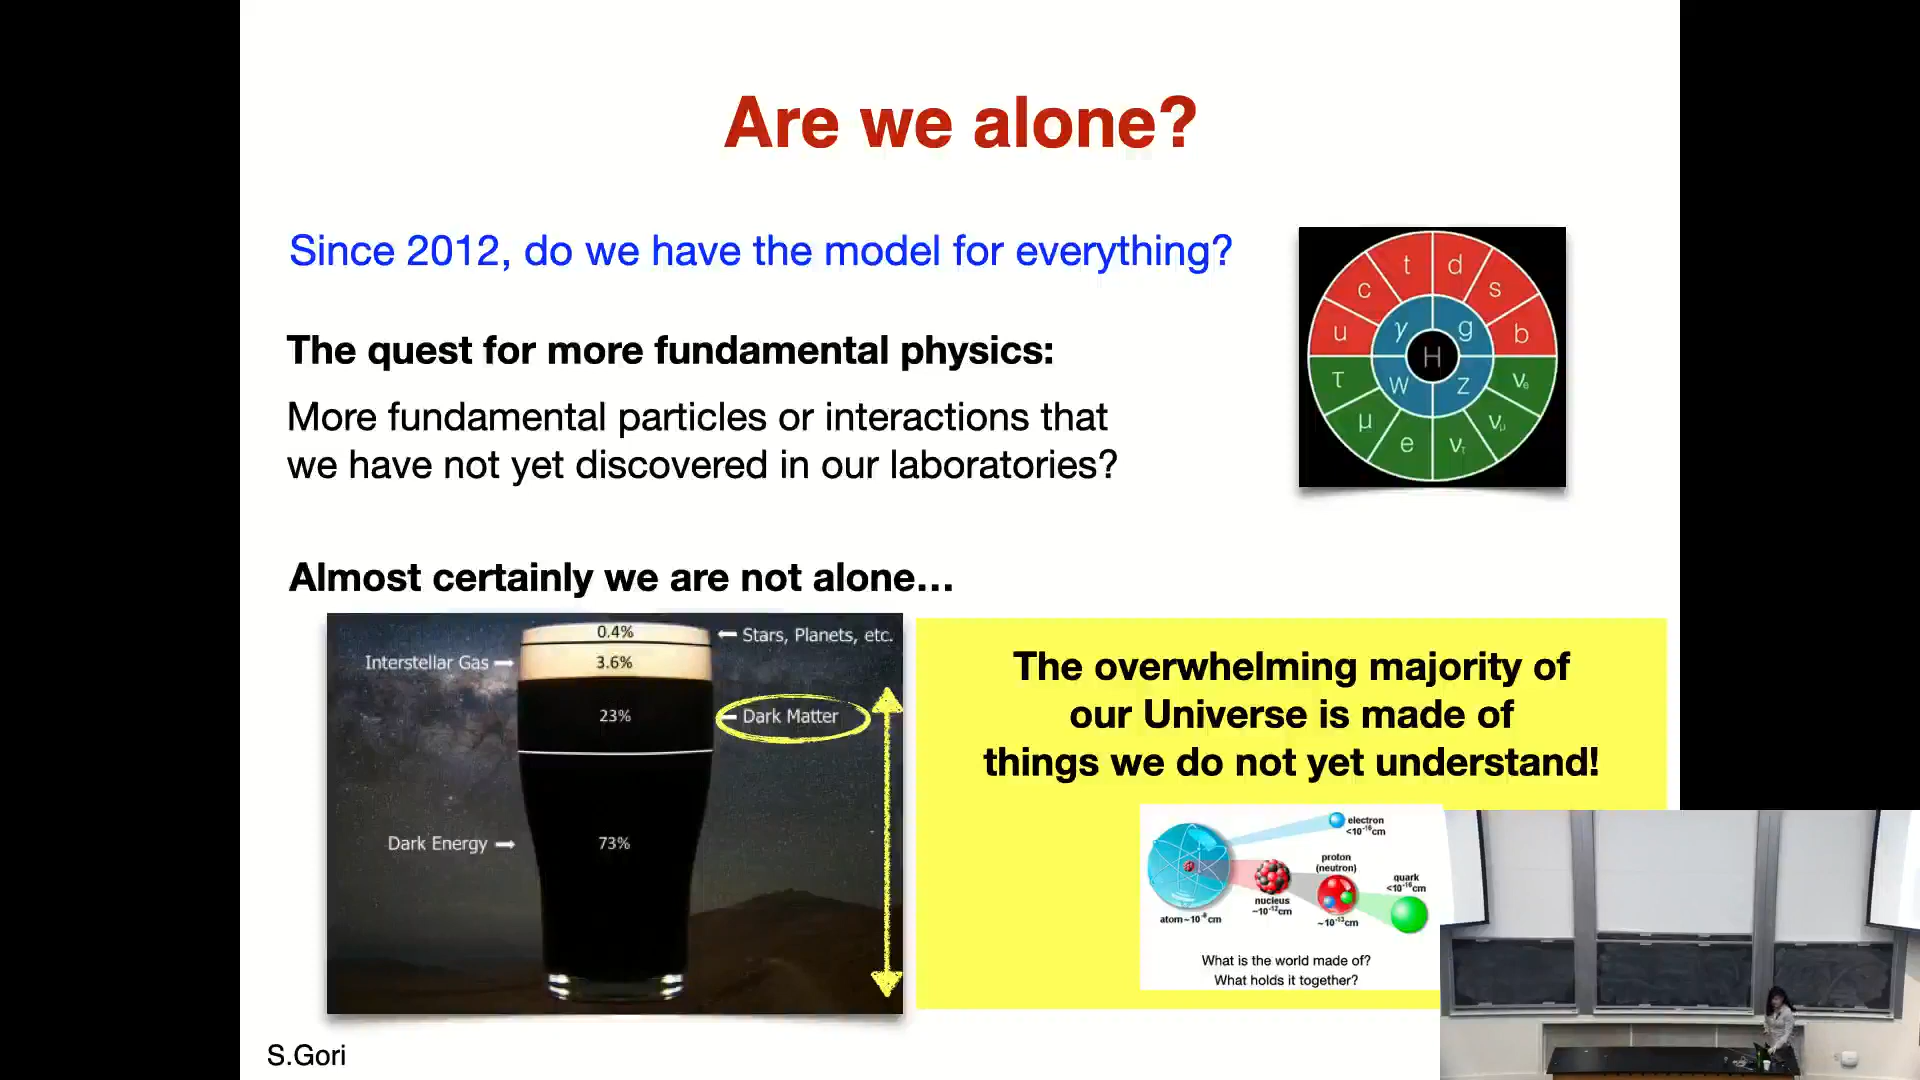 Are we alone?
Since 2012, do we have the model for everything?
The quest for more fundamental physics:
More fundamental particles or interactions that
we have not yet discovered in our laboratories?
t d
c s
u γ g b
H
τ W Z νe
μ νμ
e ντ
Almost certainly we are not alone...
0.4% Stars, Planets, etc.
Interstellar Gas 3.6%
23% Dark Matter
Dark Energy 73%
The overwhelming majority of
our Universe is made of
things we do not yet understand!
electron
<10⁻¹⁶cm
proton
(neutron)
quark
<10⁻¹⁶cm
nucleus
~10⁻¹²cm
atom~10⁻⁸cm
~10⁻¹³cm
What is the world made of?
What holds it together?
S.Gori